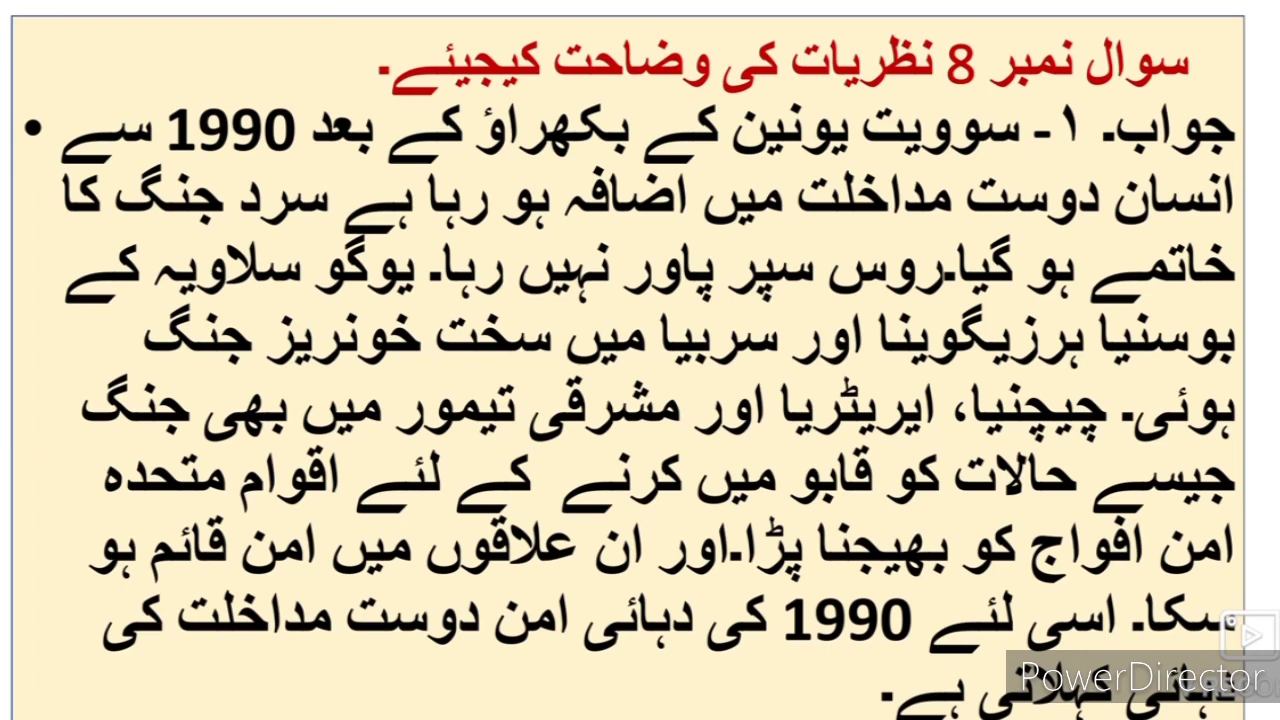 سوال نمبر 8 نظریات کی وضاحت کیجیئے۔
• جواب۔ ۱- سوویت یونین کے بکھراؤ کے بعد 1990 سے
انسان دوست مداخلت میں اضافہ ہو رہا ہے سرد جنگ کا
خاتمے ہو گیا۔روس سپر پاور نہیں رہا۔ یوگو سلاویہ کے
بوسنیا ہرزیگوینا اور سربیا میں سخت خونریز جنگ
ہوئی۔ چیچنیا، ایریٹریا اور مشرقی تیمور میں بھی جنگ
جیسے حالات کو قابو میں کرنے کے لئے اقوام متحدہ
امن افواج کو بھیجنا پڑا۔اور ان علاقوں میں امن قائم ہو
سکا۔ اسی لئے 1990 کی دہائی امن دوست مداخلت کی
دہائی کہلاتی ہے۔
PowerDirector